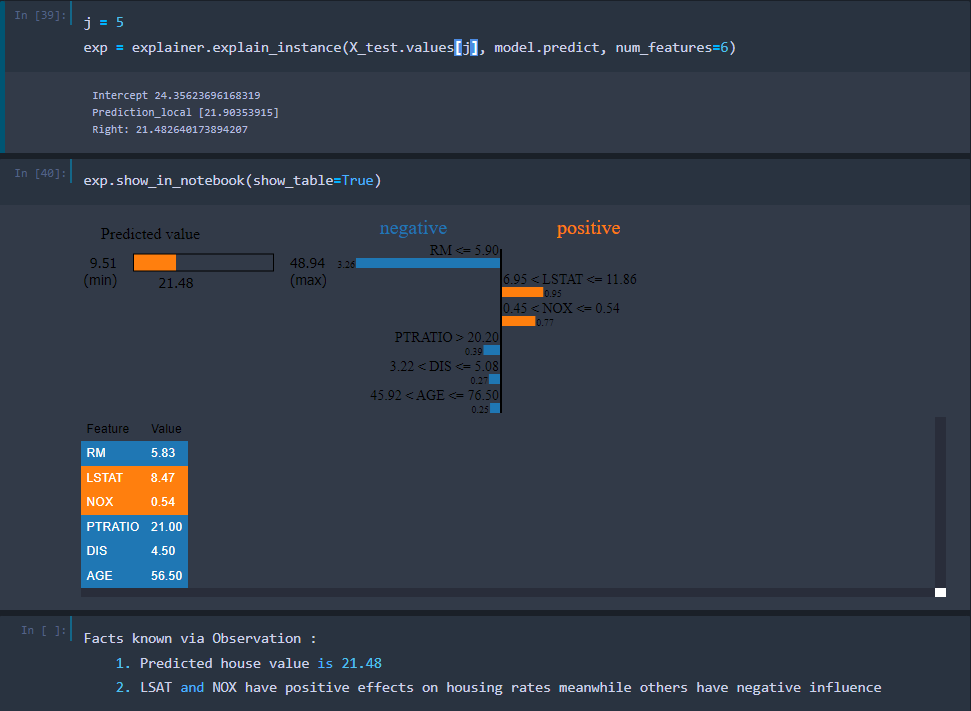 In [39]:
j = 5
exp = explainer.explain_instance(X_test.values[j], model.predict, num_features=6)
Intercept 24.35623696168319
Prediction_local [21.90353915]
Right: 21.482640173894207
In [40]:
exp.show_in_notebook(show_table=True)
Predicted value
9.51
(min)
21.48
48.94
(max)
negative
positive
RM <= 5.90
3.26
6.95 < LSTAT <= 11.86
0.95
0.45 < NOX <= 0.54
0.77
PTRATIO > 20.20
0.39
3.22 < DIS <= 5.08
0.27
45.92 < AGE <= 76.50
0.25
Feature Value
RM 5.83
LSTAT 8.47
NOX 0.54
PTRATIO 21.00
DIS 4.50
AGE 56.50
In [ ]:
Facts known via Observation :
1. Predicted house value is 21.48
2. LSAT and NOX have positive effects on housing rates meanwhile others have negative influence